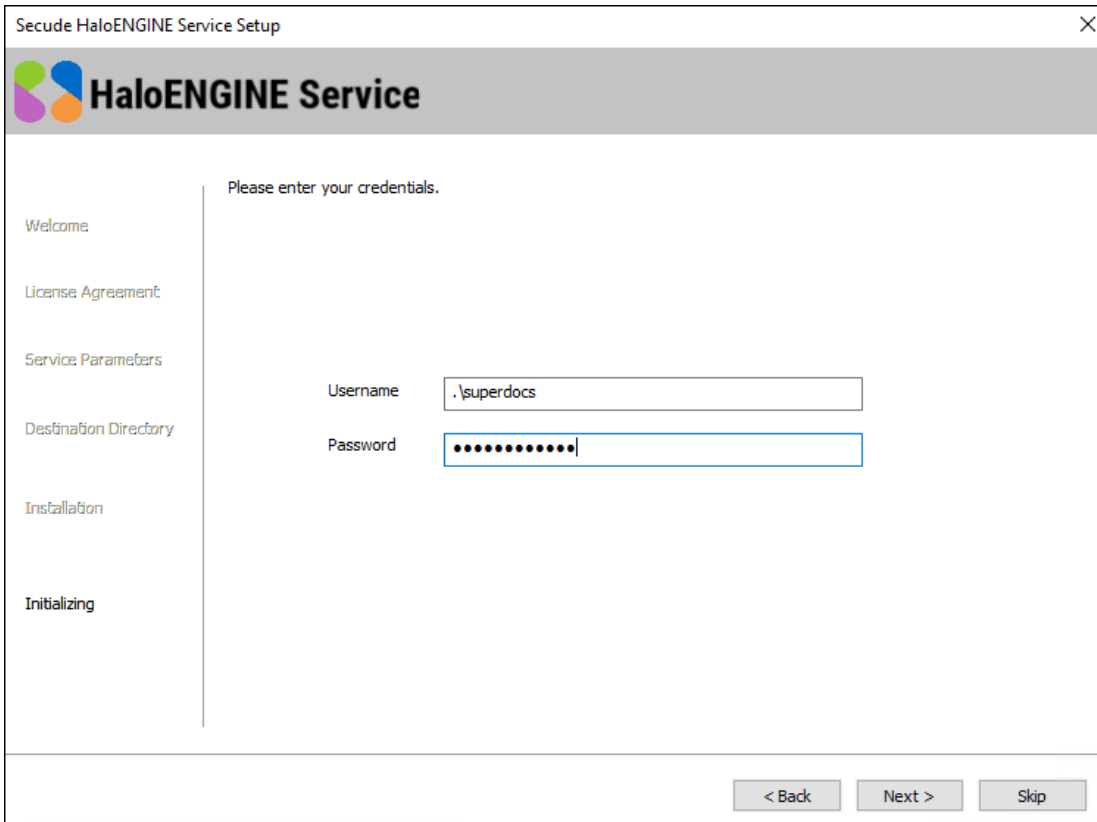 Secude HaloENGINE Service Setup
HaloENGINE Service
Please enter your credentials.
Welcome
License Agreement
Service Parameters
Destination Directory
Installation
Initializing
Username
.\superdocs
Password
••••••••••••
< Back
Next >
Skip